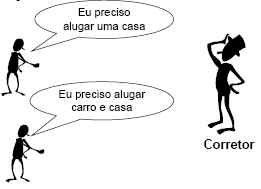 Eu preciso
alugar uma casa
Eu preciso alugar
carro e casa
Corretor